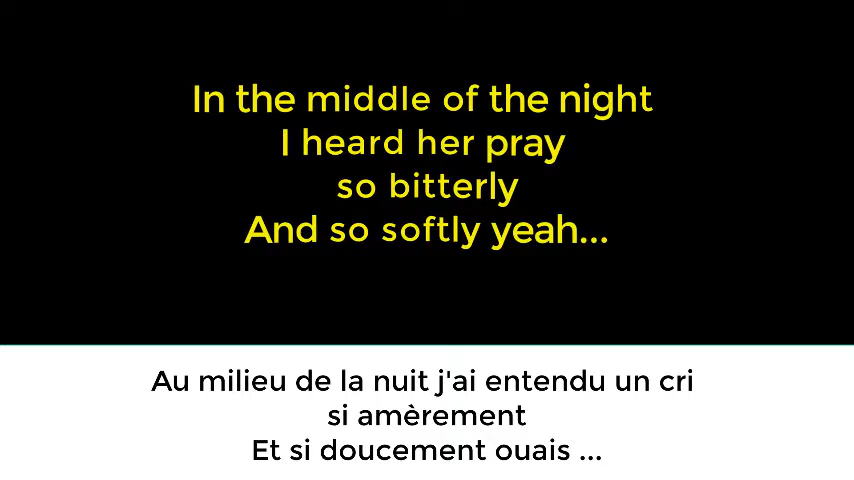 In the middle of the night
I heard her pray
so bitterly
And so softly yeah...
Au milieu de la nuit j'ai entendu un cri
si amèrement
Et si doucement ouais ...